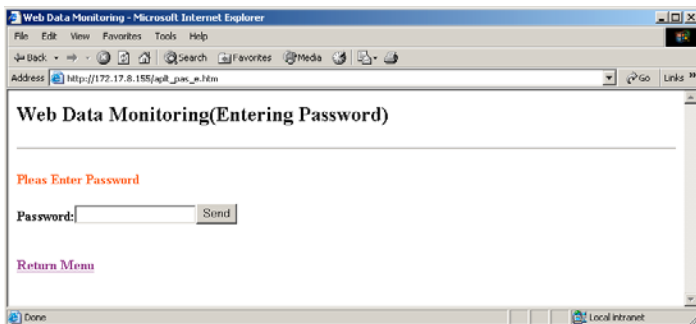 Web Data Monitoring - Microsoft Internet Explorer
File Edit View Favorites Tools Help
Back Search Favorites Media
Address http://172.17.8.155/aplt_pas_e.htm Go Links »
Web Data Monitoring(Entering Password)
Pleas Enter Password
Password: Send
Return Menu
Done Local intranet